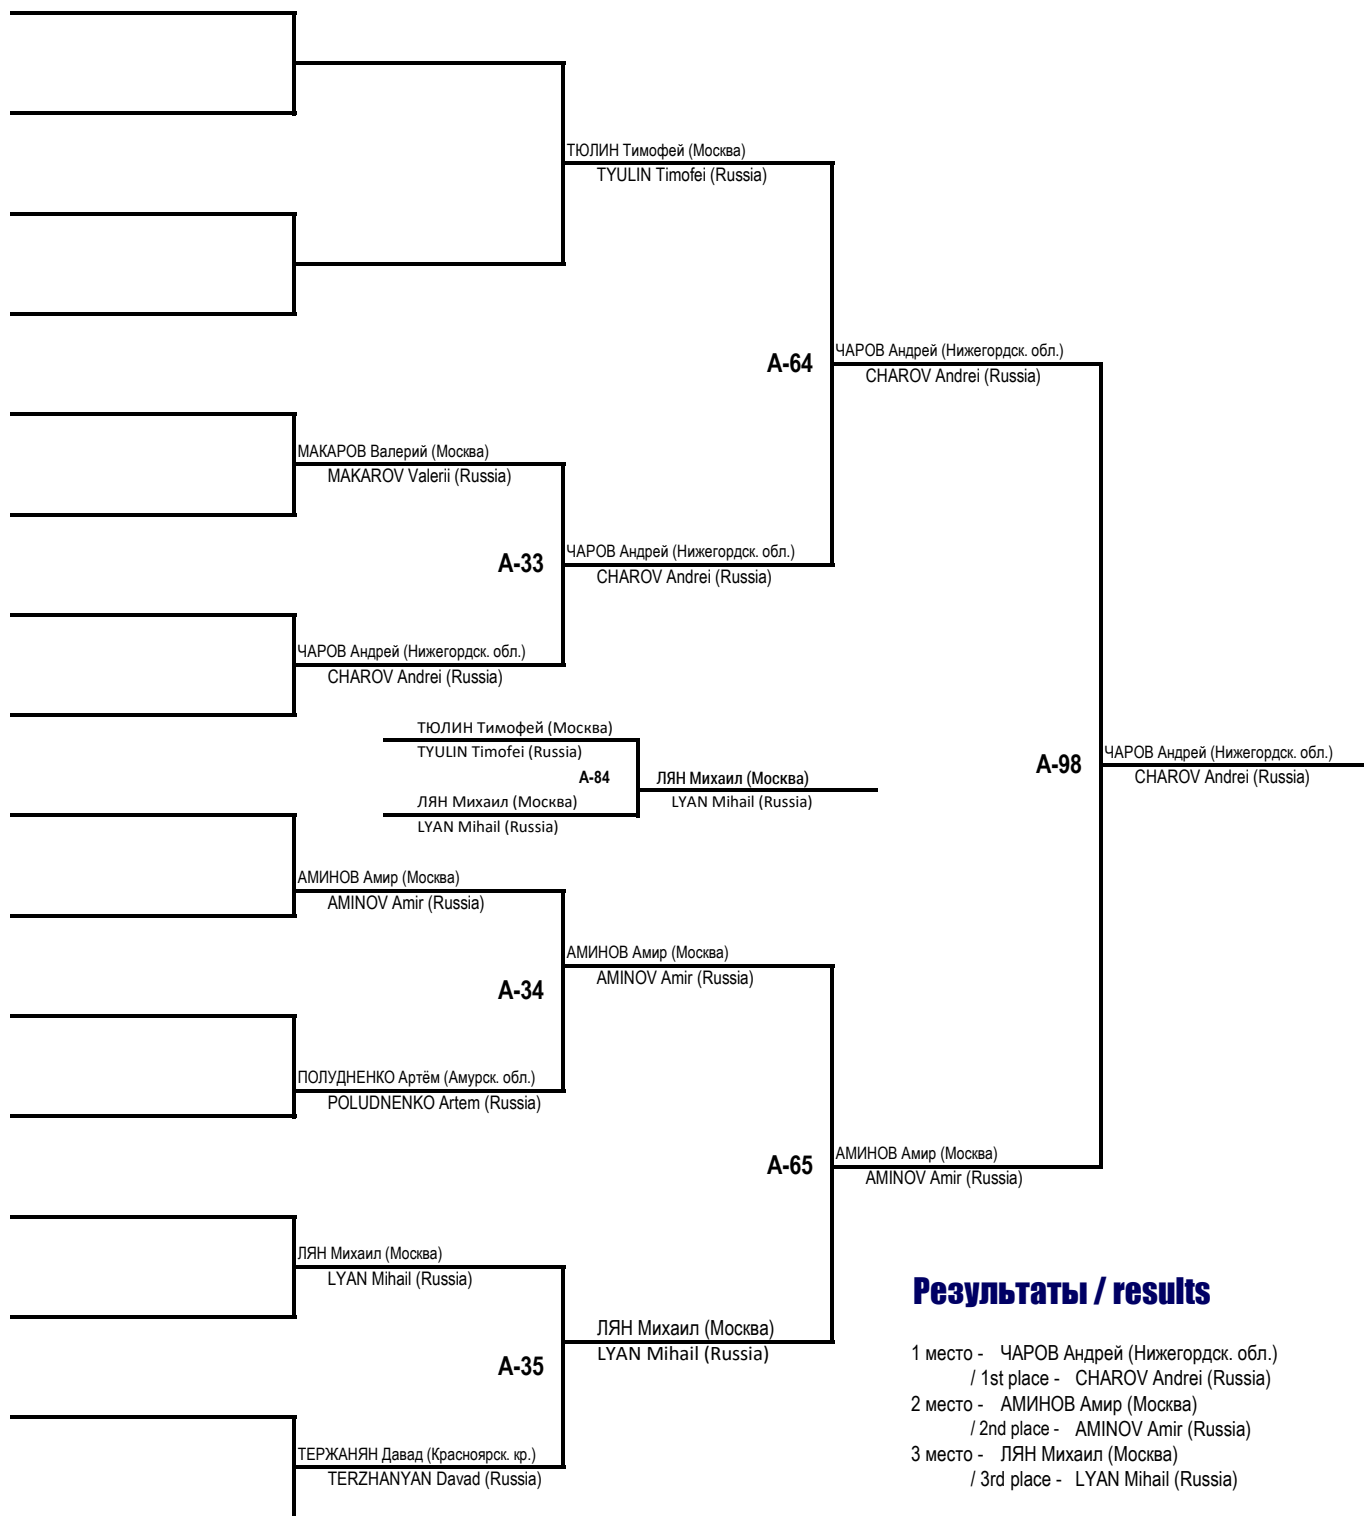 ТЮЛИН Тимофей (Москва)
TYULIN Timofei (Russia)
A-64
ЧАРОВ Андрей (Нижегордск. обл.)
CHAROV Andrei (Russia)
МАКАРОВ Валерий (Москва)
MAKAROV Valerii (Russia)
A-33
ЧАРОВ Андрей (Нижегордск. обл.)
CHAROV Andrei (Russia)
ЧАРОВ Андрей (Нижегордск. обл.)
CHAROV Andrei (Russia)
ТЮЛИН Тимофей (Москва)
TYULIN Timofei (Russia)
A-84
ЛЯН Михаил (Москва)
LYAN Mihail (Russia)
ЛЯН Михаил (Москва)
LYAN Mihail (Russia)
A-98
ЧАРОВ Андрей (Нижегордск. обл.)
CHAROV Andrei (Russia)
АМИНОВ Амир (Москва)
AMINOV Amir (Russia)
A-34
АМИНОВ Амир (Москва)
AMINOV Amir (Russia)
ПОЛУДНЕНКО Артём (Амурск. обл.)
POLUDNENKO Artem (Russia)
A-65
АМИНОВ Амир (Москва)
AMINOV Amir (Russia)
ЛЯН Михаил (Москва)
LYAN Mihail (Russia)
A-35
ЛЯН Михаил (Москва)
LYAN Mihail (Russia)
ТЕРЖАНЯН Давад (Красноярск. кр.)
TERZHANYAN Davad (Russia)
Результаты / results
1 место - ЧАРОВ Андрей (Нижегордск. обл.)
/ 1st place - CHAROV Andrei (Russia)
2 место - АМИНОВ Амир (Москва)
/ 2nd place - AMINOV Amir (Russia)
3 место - ЛЯН Михаил (Москва)
/ 3rd place - LYAN Mihail (Russia)